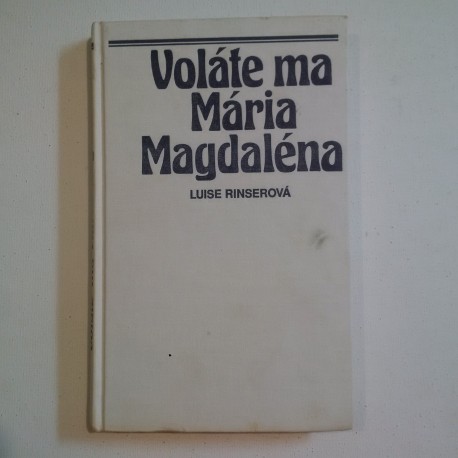 Voláte ma
Mária
Magdaléna
LUISE RINSEROVÁ